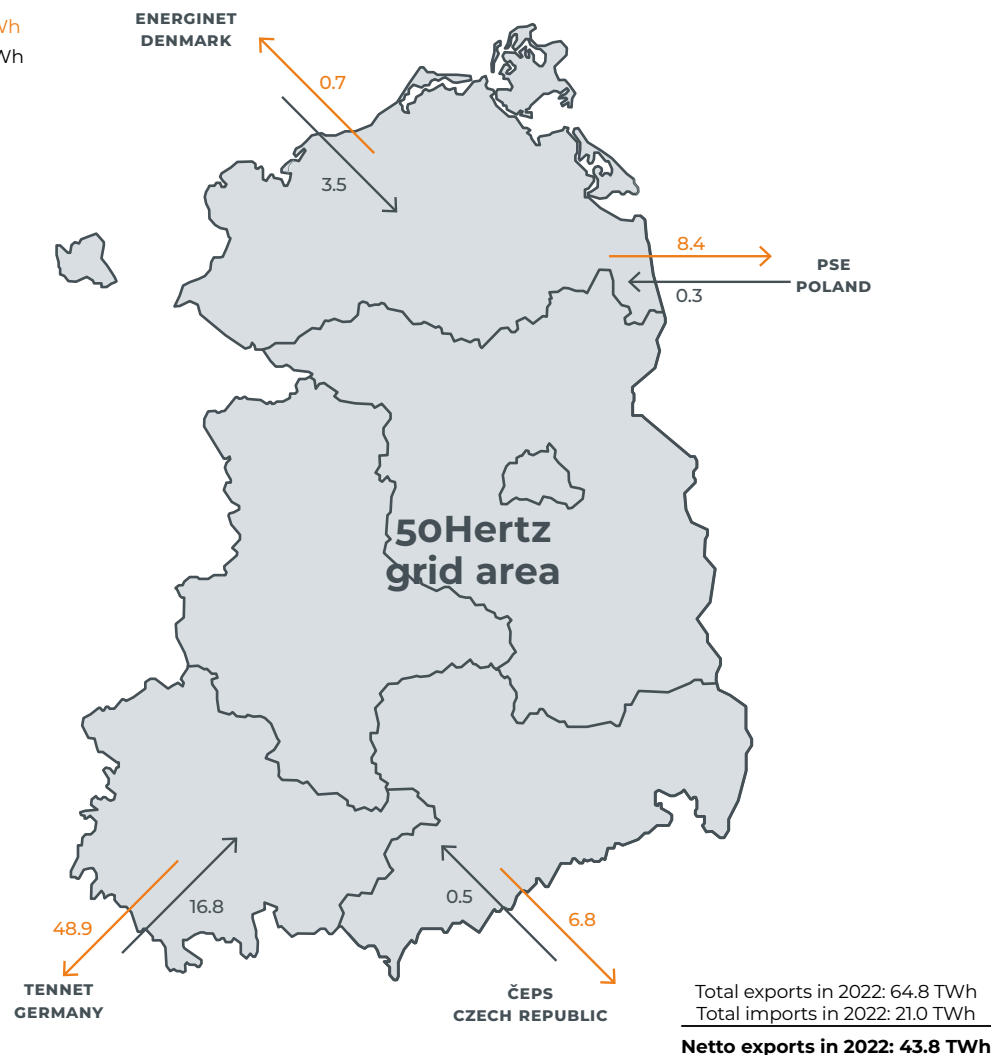 ENERGINET
DENMARK
0.7
3.5
8.4
PSE
POLAND
0.3
50Hertz
grid area
48.9
16.8
0.5
6.8
TENNET
GERMANY
ČEPS
CZECH REPUBLIC
Total exports in 2022: 64.8 TWh
Total imports in 2022: 21.0 TWh
Netto exports in 2022: 43.8 TWh